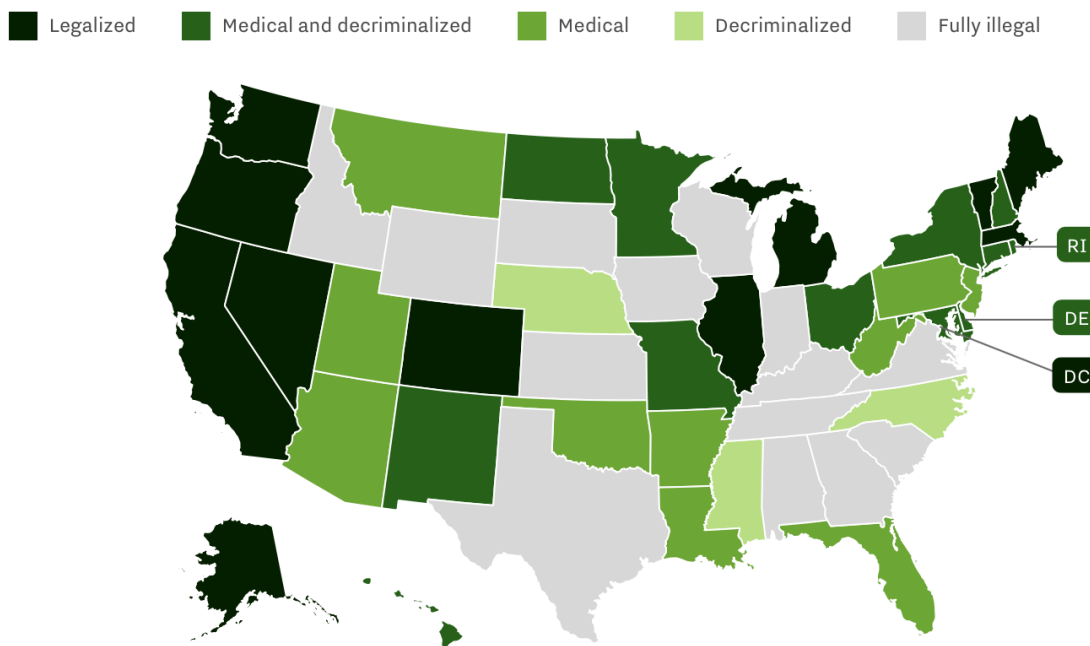 Legalized
Medical and decriminalized
Medical
Decriminalized
Fully illegal
RI
DE
DC